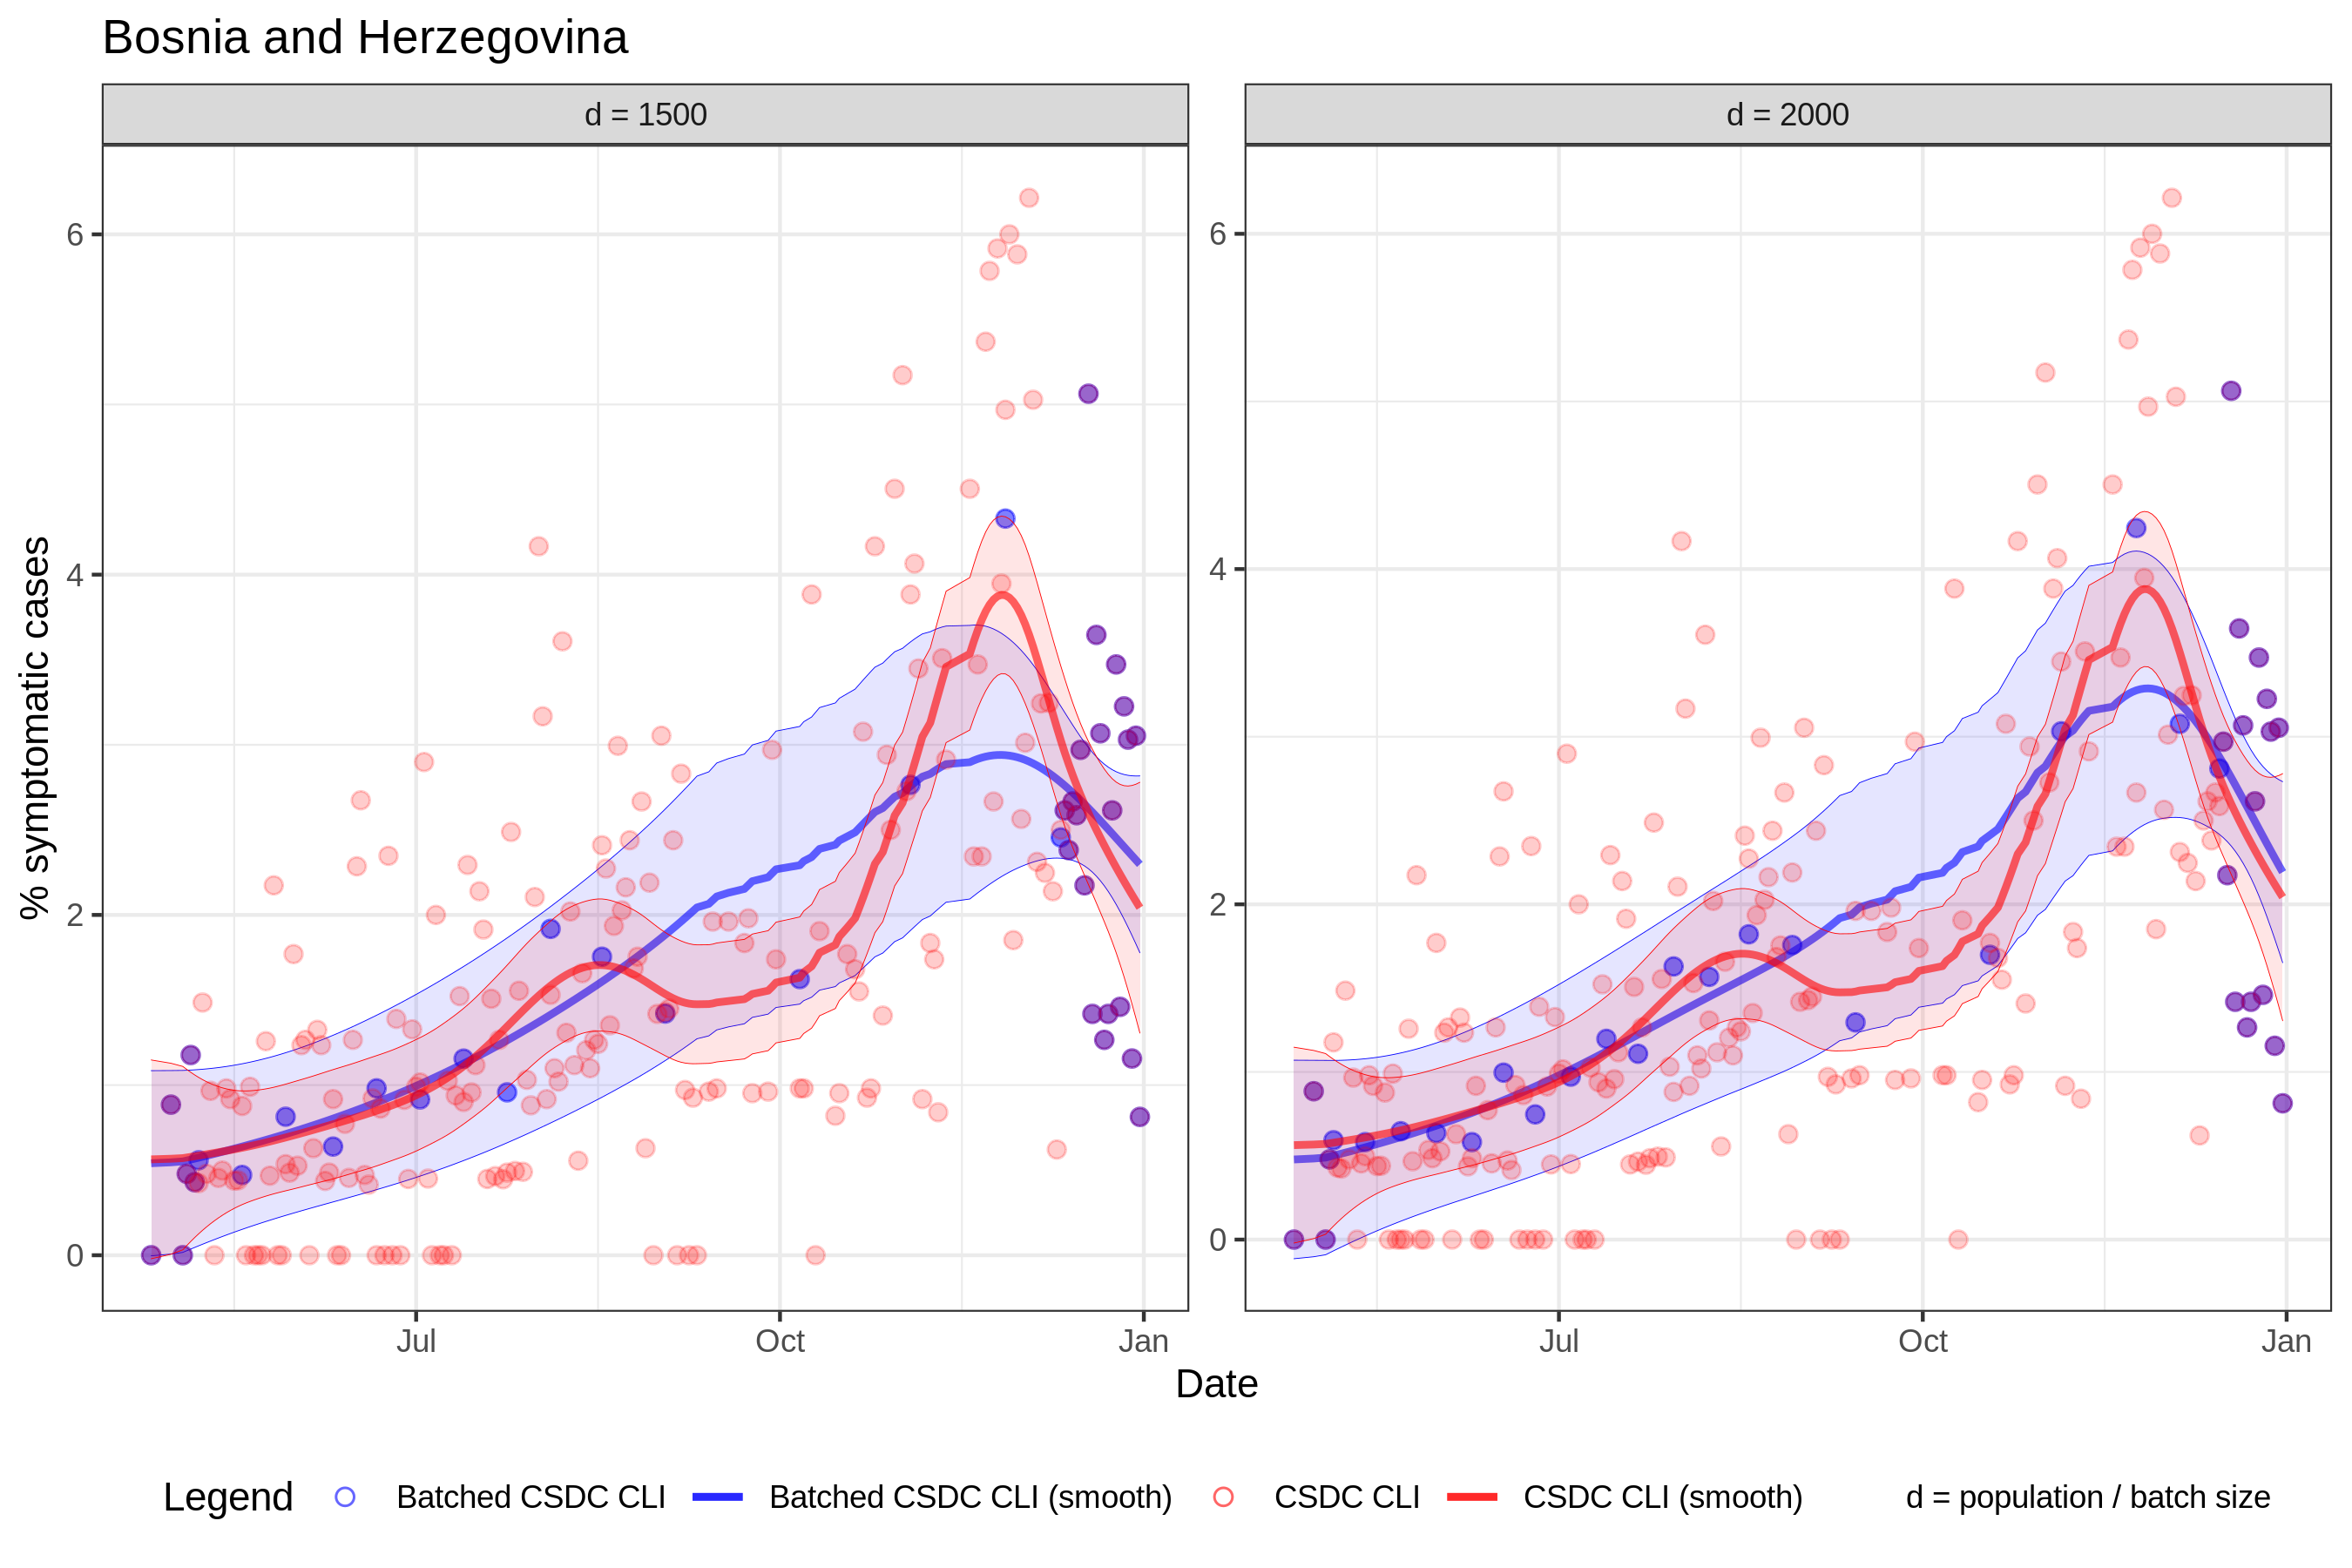 Bosnia and Herzegovina
d = 1500
d = 2000
% symptomatic cases
6
4
2
0
6
4
2
0
Jul
Oct
Jan
Jul
Oct
Jan
Date
Legend
Batched CSDC CLI
Batched CSDC CLI (smooth)
CSDC CLI
CSDC CLI (smooth)
d = population / batch size